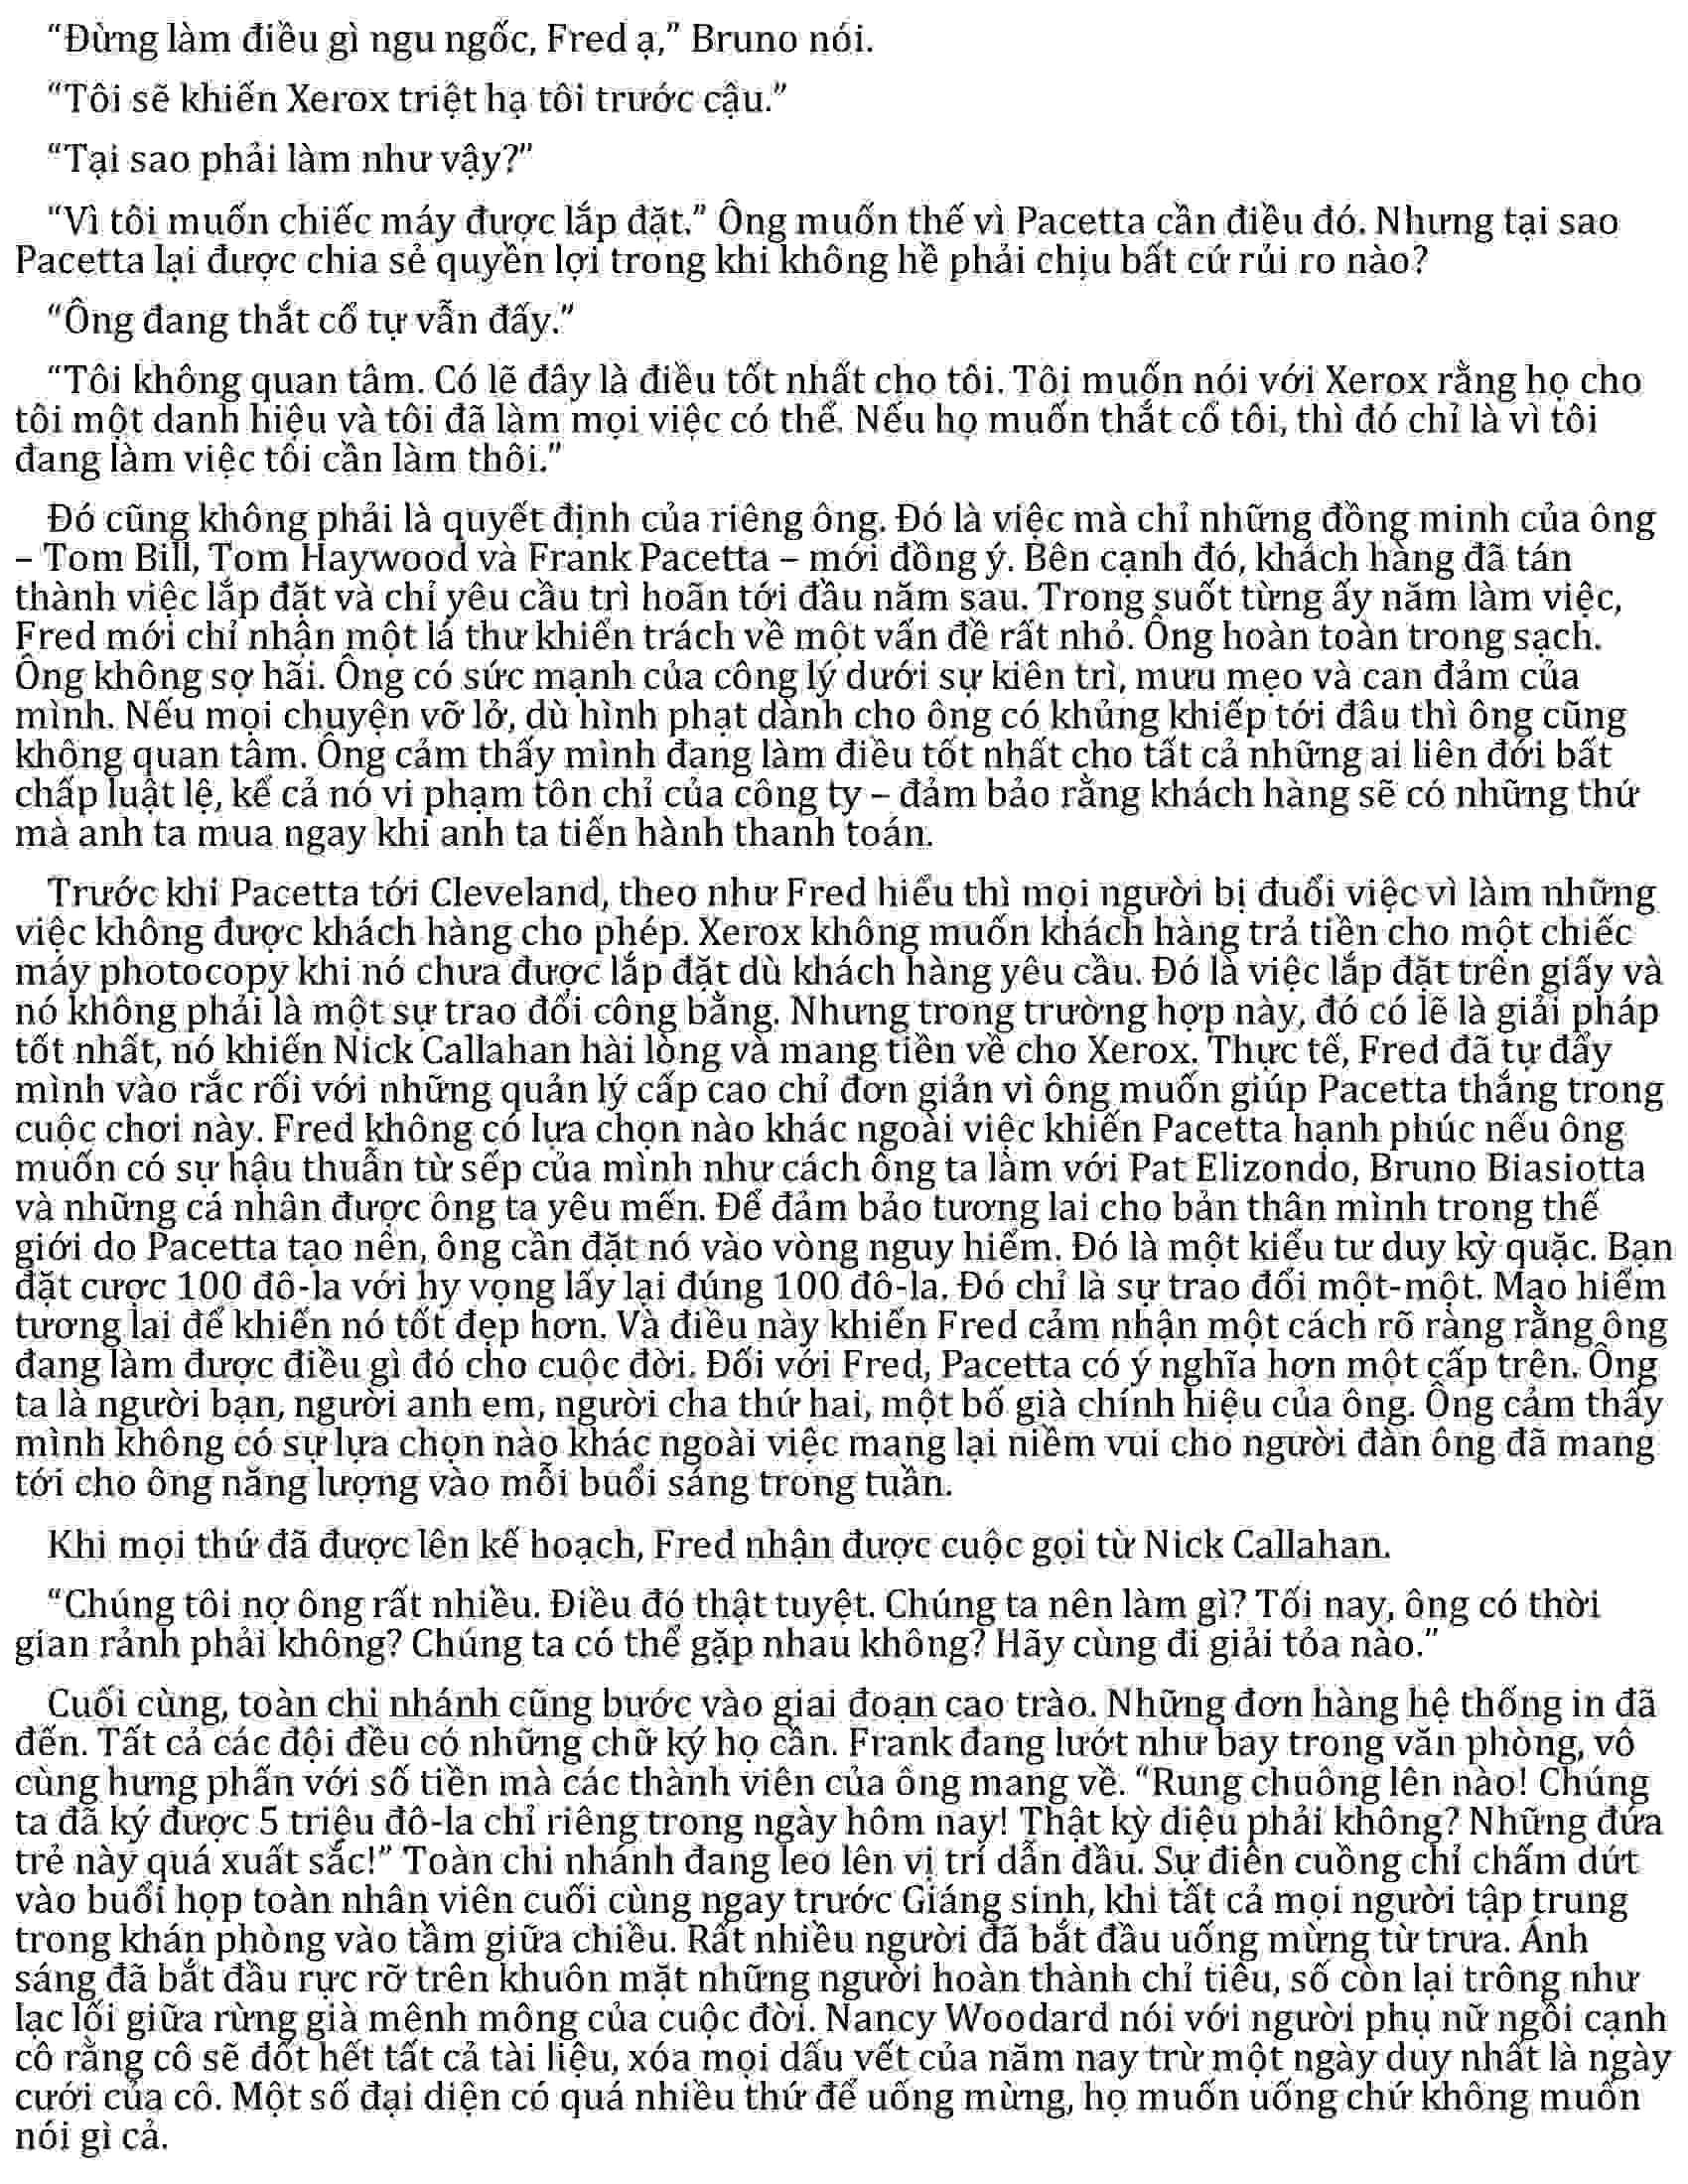 “Đừng làm điều gì ngu ngốc, Fred ạ,” Bruno nói.
“Tôi sẽ khiến Xerox triệt hạ tôi trước cậu.”
“Tại sao phải làm như vậy?”
“Vì tôi muốn chiếc máy được lắp đặt.” Ông muốn thế vì Pacetta cần điều đó. Nhưng tại sao
Pacetta lại được chia sẻ quyền lợi trong khi không hề phải chịu bất cứ rủi ro nào?
“Ông đang thắt cổ tự vẫn đấy.”
“Tôi không quan tâm. Có lẽ đây là điều tốt nhất cho tôi. Tôi muốn nói với Xerox rằng họ cho
tôi một danh hiệu và tôi đã làm mọi việc có thể. Nếu họ muốn thắt cổ tôi, thì đó chỉ là vì tôi
đang làm việc tôi cần làm thôi.”
Đó cũng không phải là quyết định của riêng ông. Đó là việc mà chỉ những đồng minh của ông
– Tom Bill, Tom Haywood và Frank Pacetta – mới đồng ý. Bên cạnh đó, khách hàng đã tán
thành việc lắp đặt và chỉ yêu cầu trì hoãn tới đầu năm sau. Trong suốt từng ấy năm làm việc,
Fred mới chỉ nhận một lá thư khiển trách về một vấn đề rất nhỏ. Ông hoàn toàn trong sạch.
Ông không sợ hãi. Ông có sức mạnh của công lý dưới sự kiên trì, mưu mẹo và can đảm của
mình. Nếu mọi chuyện vỡ lở, dù hình phạt dành cho ông có khủng khiếp tới đâu thì ông cũng
không quan tâm. Ông cảm thấy mình đang làm điều tốt nhất cho tất cả những ai liên đới bất
chấp luật lệ, kể cả nó vi phạm tôn chỉ của công ty – đảm bảo rằng khách hàng sẽ có những thứ
mà anh ta mua ngay khi anh ta tiến hành thanh toán.
Trước khi Pacetta tới Cleveland, theo như Fred hiểu thì mọi người bị đuổi việc vì làm những
việc không được khách hàng cho phép. Xerox không muốn khách hàng trả tiền cho một chiếc
máy photocopy khi nó chưa được lắp đặt dù khách hàng yêu cầu. Đó là việc lắp đặt trên giấy và
nó không phải là một sự trao đổi công bằng. Nhưng trong trường hợp này, đó có lẽ là giải pháp
tốt nhất, nó khiến Nick Callahan hài lòng và mang tiền về cho Xerox. Thực tế, Fred đã tự đẩy
mình vào rắc rối với những quản lý cấp cao chỉ đơn giản vì ông muốn giúp Pacetta thắng trong
cuộc chơi này. Fred không có lựa chọn nào khác ngoài việc khiến Pacetta hạnh phúc nếu ông
muốn có sự hậu thuẫn từ sếp của mình như cách ông ta làm với Pat Elizondo, Bruno Biasiotta
và những cá nhân được ông ta yêu mến. Để đảm bảo tương lai cho bản thân mình trong thế
giới do Pacetta tạo nên, ông cần đặt nó vào vòng nguy hiểm. Đó là một kiểu tư duy kỳ quặc. Bạn
đặt cược 100 đô-la với hy vọng lấy lại đúng 100 đô-la. Đó chỉ là sự trao đổi một-một. Mạo hiểm
tương lai để khiến nó tốt đẹp hơn. Và điều này khiến Fred cảm nhận một cách rõ ràng rằng ông
đang làm được điều gì đó cho cuộc đời. Đối với Fred, Pacetta có ý nghĩa hơn một cấp trên. Ông
ta là người bạn, người anh em, người cha thứ hai, một bố già chính hiệu của ông. Ông cảm thấy
mình không có sự lựa chọn nào khác ngoài việc mang lại niềm vui cho người đàn ông đã mang
tới cho ông năng lượng vào mỗi buổi sáng trong tuần.
Khi mọi thứ đã được lên kế hoạch, Fred nhận được cuộc gọi từ Nick Callahan.
“Chúng tôi nợ ông rất nhiều. Điều đó thật tuyệt. Chúng ta nên làm gì? Tối nay, ông có thời
gian rảnh phải không? Chúng ta có thể gặp nhau không? Hãy cùng đi giải tỏa nào.”
Cuối cùng, toàn chi nhánh cũng bước vào giai đoạn cao trào. Những đơn hàng hệ thống in đã
đến. Tất cả các đội đều có những chữ ký họ cần. Frank đang lướt như bay trong văn phòng, vô
cùng hưng phấn với số tiền mà các thành viên của ông mang về. “Rung chuông lên nào! Chúng
ta đã ký được 5 triệu đô-la chỉ riêng trong ngày hôm nay! Thật kỳ diệu phải không? Những đứa
trẻ này quá xuất sắc!” Toàn chi nhánh đang leo lên vị trí dẫn đầu. Sự điên cuồng chỉ chấm dứt
vào buổi họp toàn nhân viên cuối cùng ngay trước Giáng sinh, khi tất cả mọi người tập trung
trong khán phòng vào tầm giữa chiều. Rất nhiều người đã bắt đầu uống mừng từ trưa. Ánh
sáng đã bắt đầu rực rỡ trên khuôn mặt những người hoàn thành chỉ tiêu, số còn lại trông như
lạc lối giữa rừng già mênh mông của cuộc đời. Nancy Woodard nói với người phụ nữ ngồi cạnh
cô rằng cô sẽ đốt hết tất cả tài liệu, xóa mọi dấu vết của năm nay trừ một ngày duy nhất là ngày
cưới của cô. Một số đại diện có quá nhiều thứ để uống mừng, họ muốn uống chứ không muốn
nói gì cả.